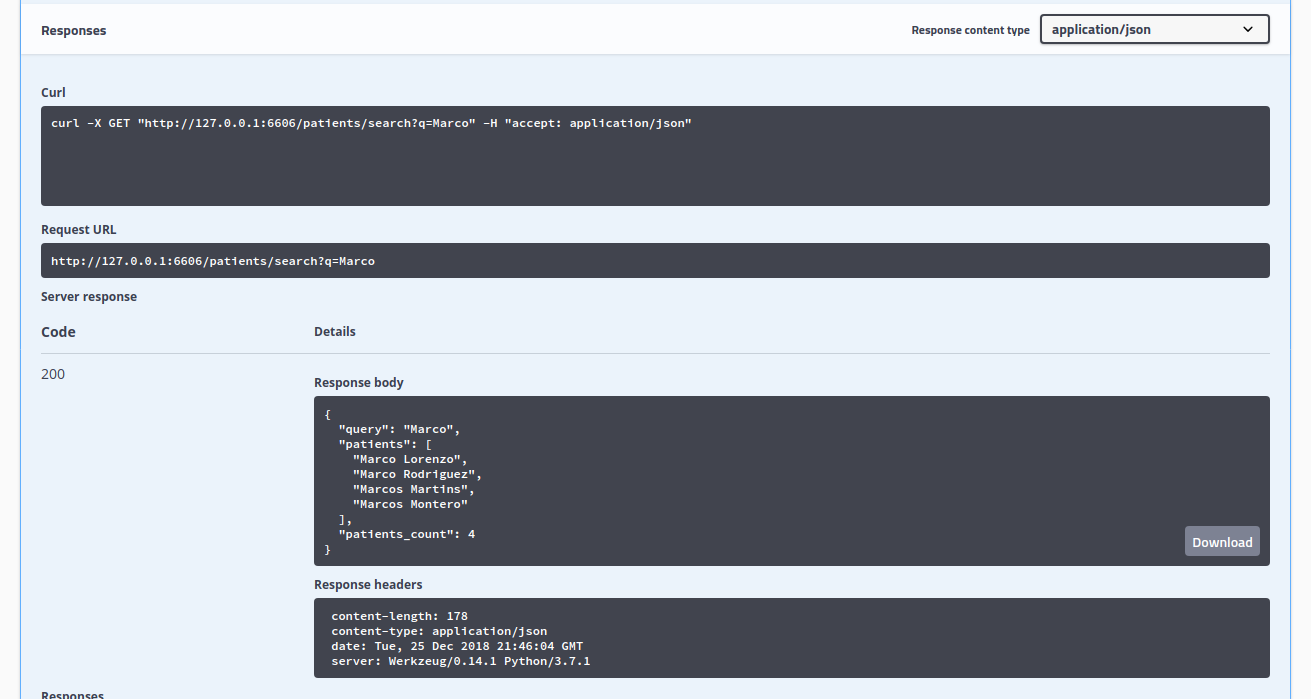 Responses
Response content type
application/json
Curl
curl -X GET "http://127.0.0.1:6606/patients/search?q=Marco" -H "accept: application/json"
Request URL
http://127.0.0.1:6606/patients/search?q=Marco
Server response
Code
Details
200
Response body
{
  "query": "Marco",
  "patients": [
    "Marco Lorenzo",
    "Marco Rodriguez",
    "Marcos Martins",
    "Marcos Montero"
  ],
  "patients_count": 4
}
Download
Response headers
content-length: 178
content-type: application/json
date: Tue, 25 Dec 2018 21:46:04 GMT
server: Werkzeug/0.14.1 Python/3.7.1
Responses